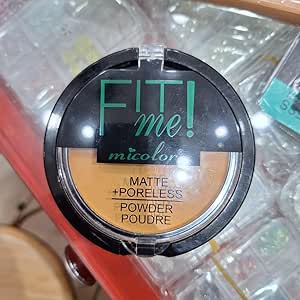 FIT
me!
micolor
MATTE
+PORELESS
POWDER
POUDRE